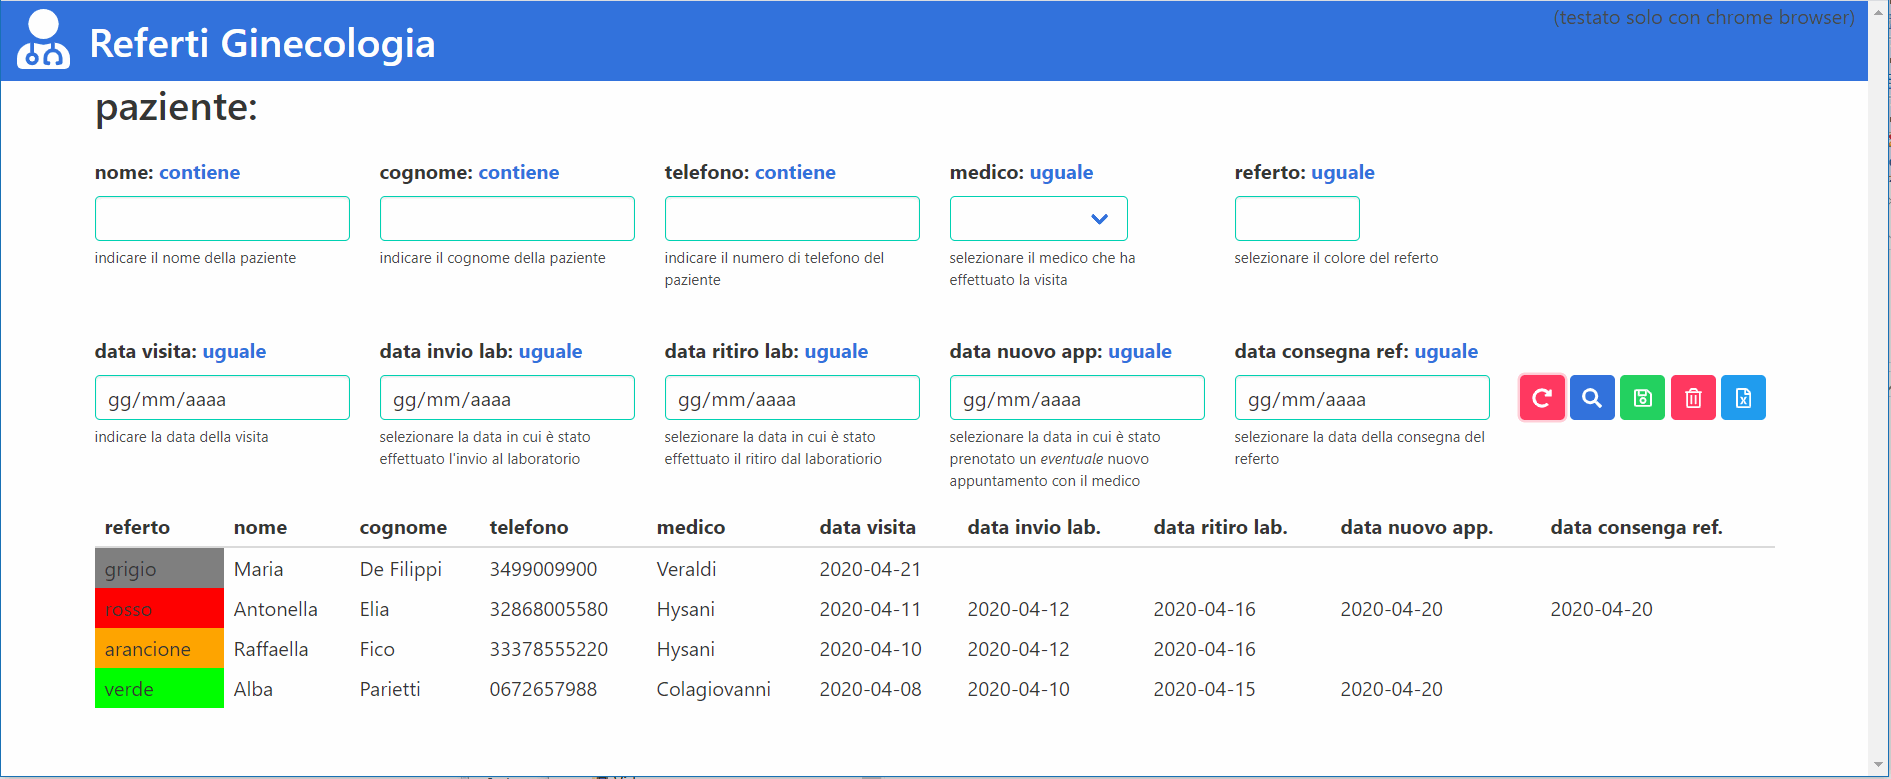 (testato solo con chrome browser)
Referti Ginecologia
paziente:
nome: contiene
cognome: contiene
telefono: contiene
medico: uguale
referto: uguale
indicare il nome della paziente
indicare il cognome della paziente
indicare il numero di telefono del
paziente
selezionare il medico che ha
effettuato la visita
selezionare il colore del referto
data visita: uguale
data invio lab: uguale
data ritiro lab: uguale
data nuovo app: uguale
data consegna ref: uguale
gg/mm/aaaa
gg/mm/aaaa
gg/mm/aaaa
gg/mm/aaaa
gg/mm/aaaa
indicare la data della visita
selezionare la data in cui è stato
effettuato l'invio al laboratorio
selezionare la data in cui è stato
effettuato il ritiro dal laboratiorio
selezionare la data in cui è stato
prenotato un eventuale nuovo
appuntamento con il medico
selezionare la data della consegna del
referto
referto nome cognome telefono medico data visita data invio lab. data ritiro lab. data nuovo app. data consenga ref.
grigio Maria De Filippi 3499009900 Veraldi 2020-04-21
rosso Antonella Elia 32868005580 Hysani 2020-04-11 2020-04-12 2020-04-16 2020-04-20 2020-04-20
arancione Raffaella Fico 33378555220 Hysani 2020-04-10 2020-04-12 2020-04-16
verde Alba Parietti 0672657988 Colagiovanni 2020-04-08 2020-04-10 2020-04-15 2020-04-20